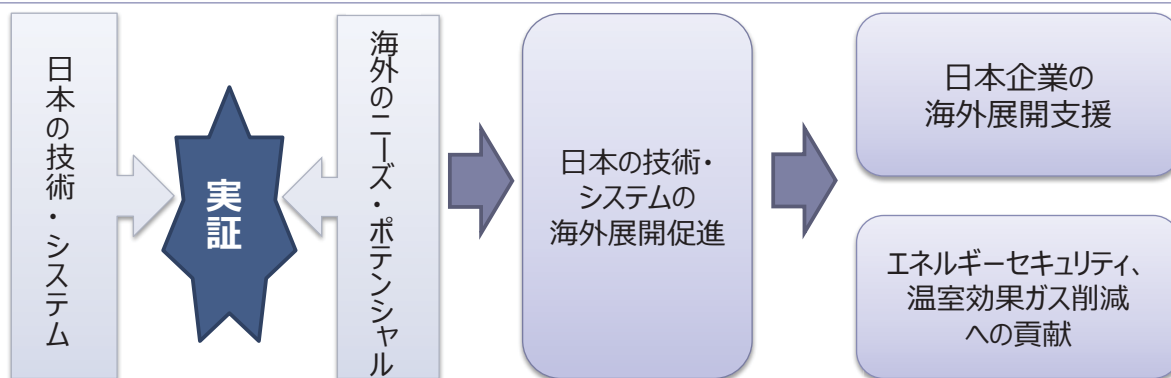 日本の技術・システム
実証
海外のニーズ・ポテンシャル
日本の技術・
システムの
海外展開促進
日本企業の
海外展開支援
エネルギーセキュリティ、
温室効果ガス削減
への貢献